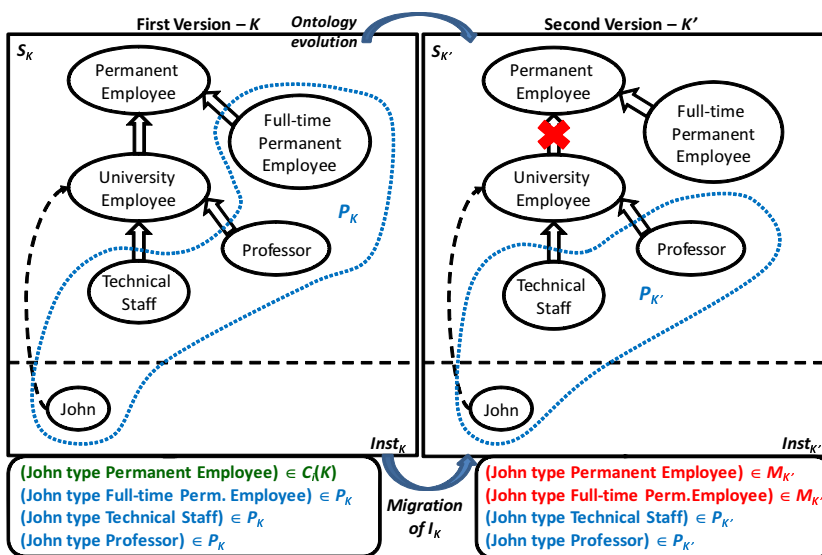 First Version – K
Ontology
evolution
Second Version – K’
S_K
Permanent
Employee
Full-time
Permanent
Employee
University
Employee
P_K
Professor
Technical
Staff
John
Inst_K
S_K’
Permanent
Employee
Full-time
Permanent
Employee
University
Employee
Professor
P_K’
Technical
Staff
John
Inst_K’
(John type Permanent Employee) ∈ C_i(K)
(John type Full-time Perm. Employee) ∈ P_K
(John type Technical Staff) ∈ P_K
(John type Professor) ∈ P_K
Migration
of I_K
(John type Permanent Employee) ∈ M_K’
(John type Full-time Perm.Employee) ∈ M_K’
(John type Technical Staff) ∈ P_K’
(John type Professor) ∈ P_K’